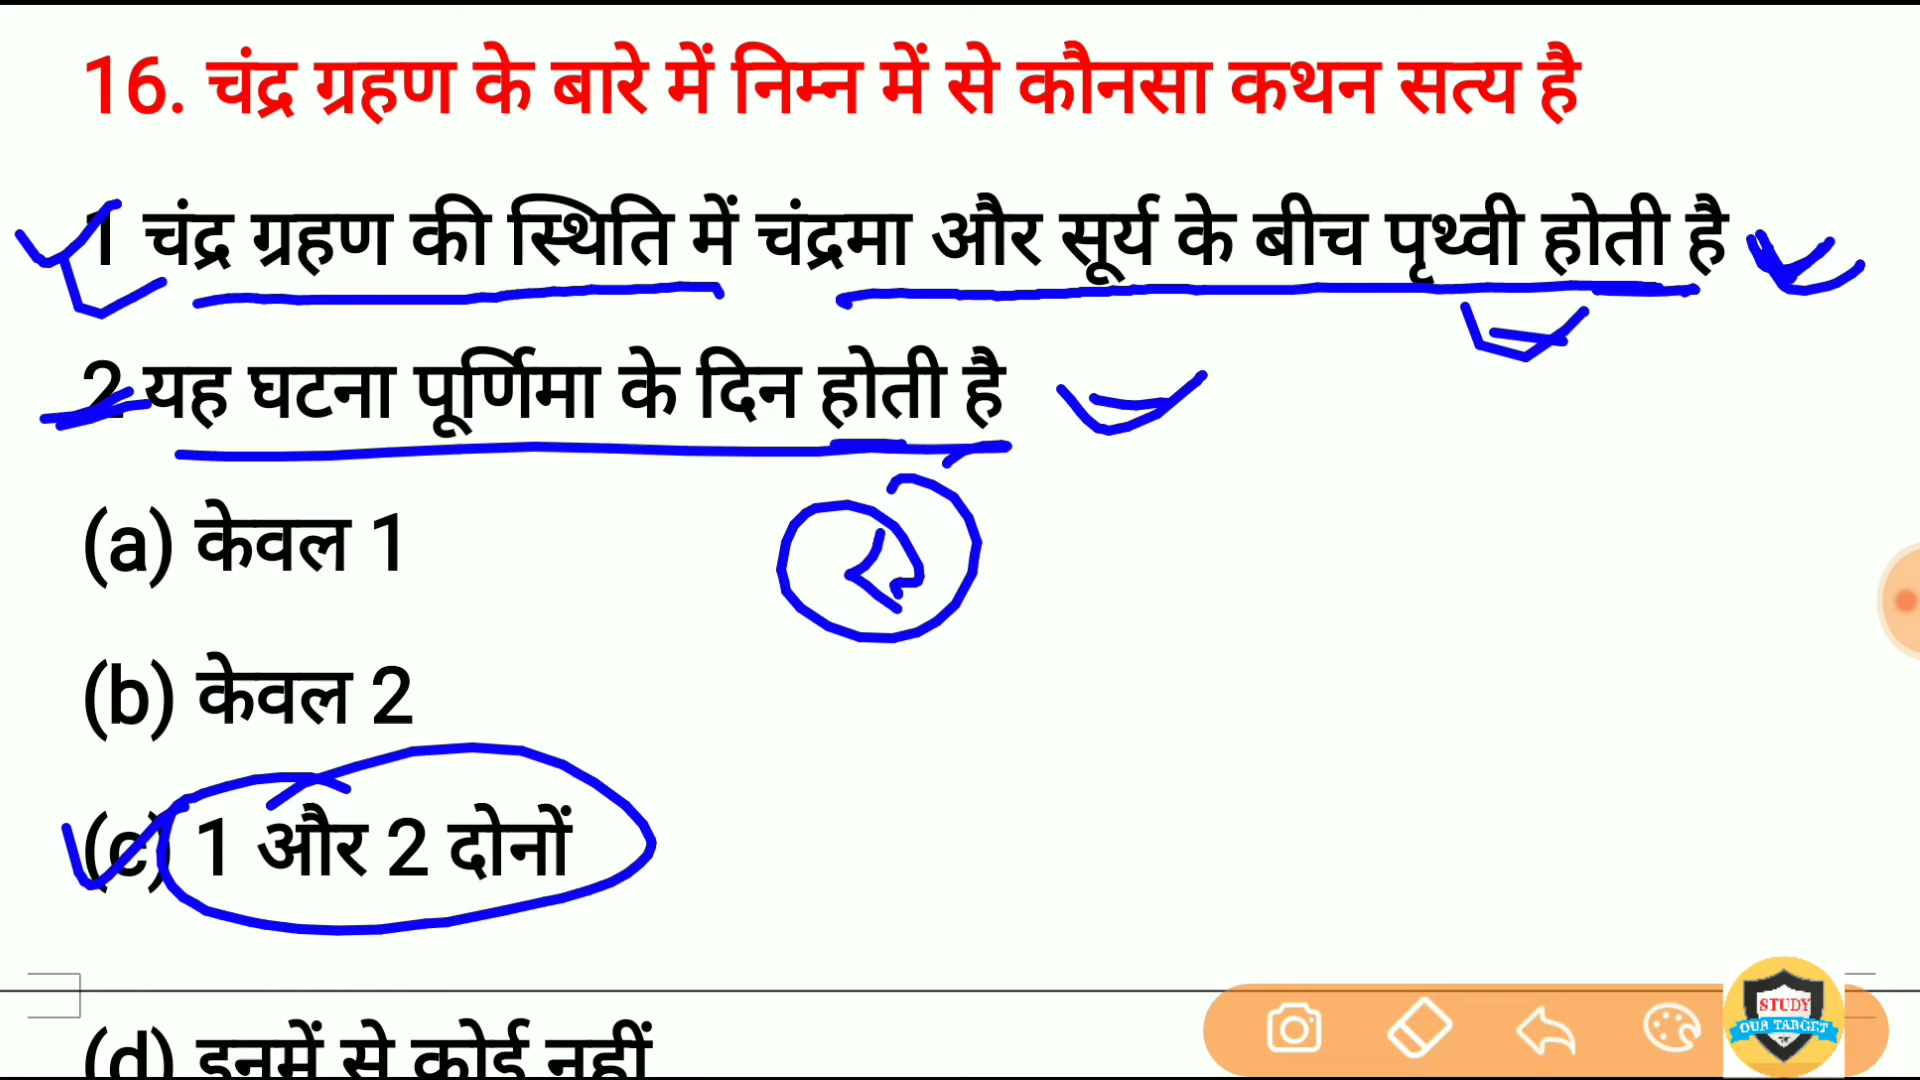 16. चंद्र ग्रहण के बारे में निम्न में से कौनसा कथन सत्य है
1 चंद्र ग्रहण की स्थिति में चंद्रमा और सूर्य के बीच पृथ्वी होती है
2 यह घटना पूर्णिमा के दिन होती है
(a) केवल 1
(b) केवल 2
(c) 1 और 2 दोनों
(d) इनमें से कोई नहीं
STUDY
OUR TARGET